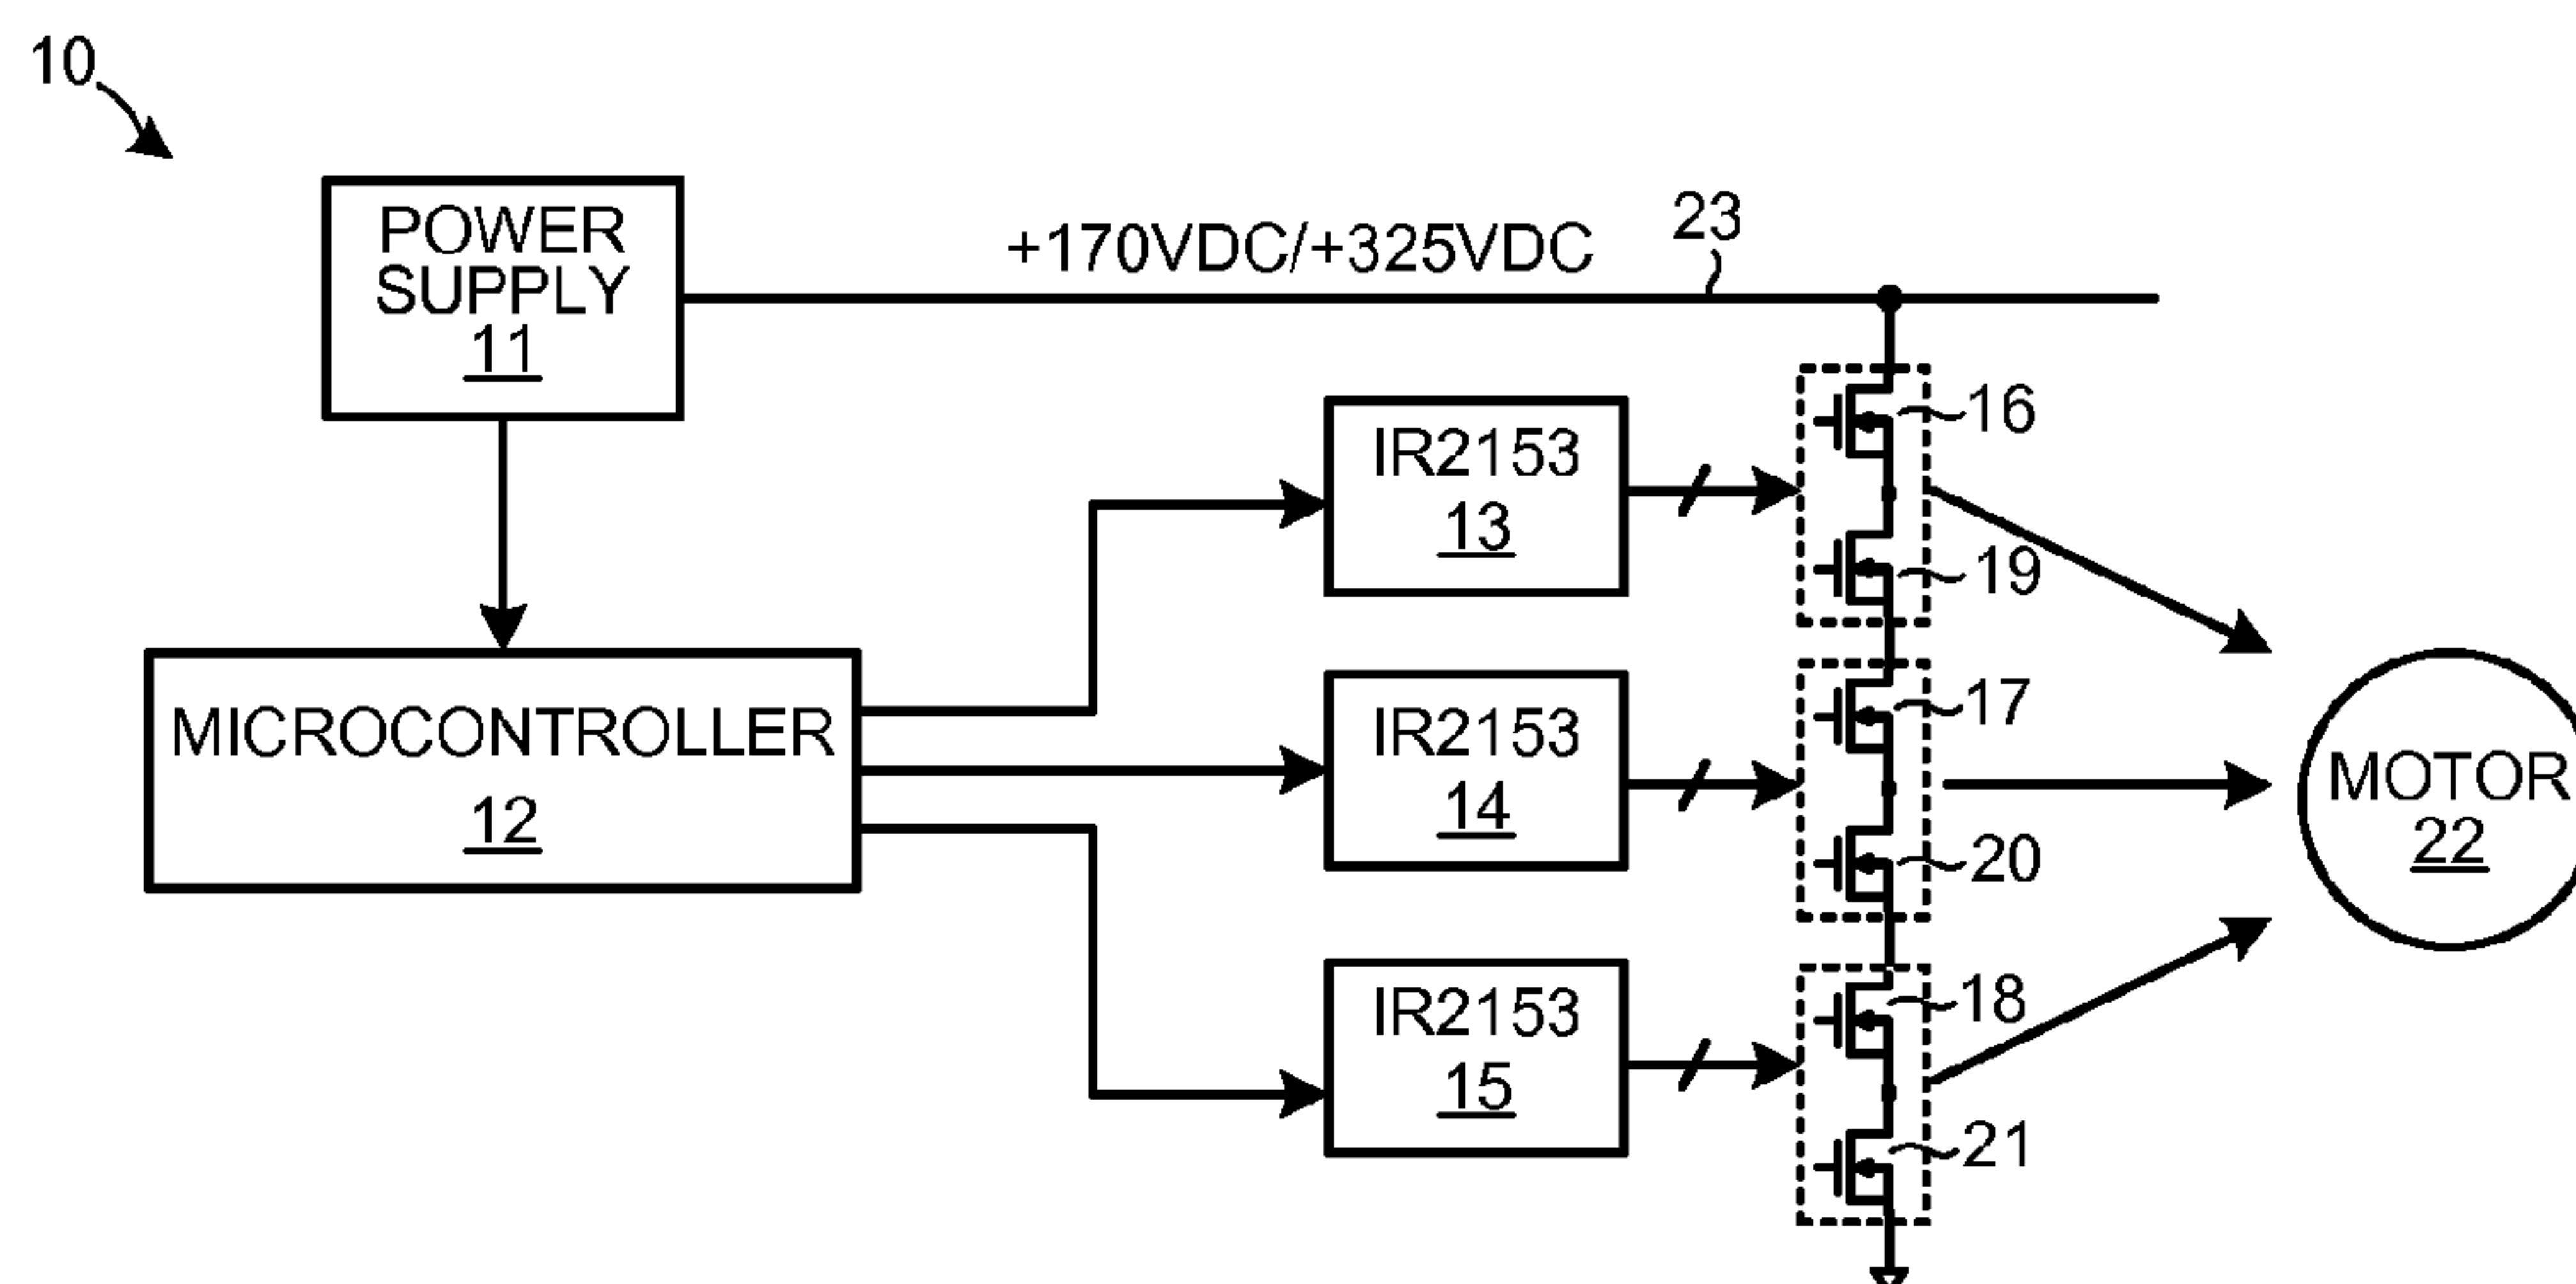 10
POWER
SUPPLY
11
+170VDC/+325VDC
23
IR2153
13
16
19
MICROCONTROLLER
12
IR2153
14
17
20
MOTOR
22
IR2153
15
18
21